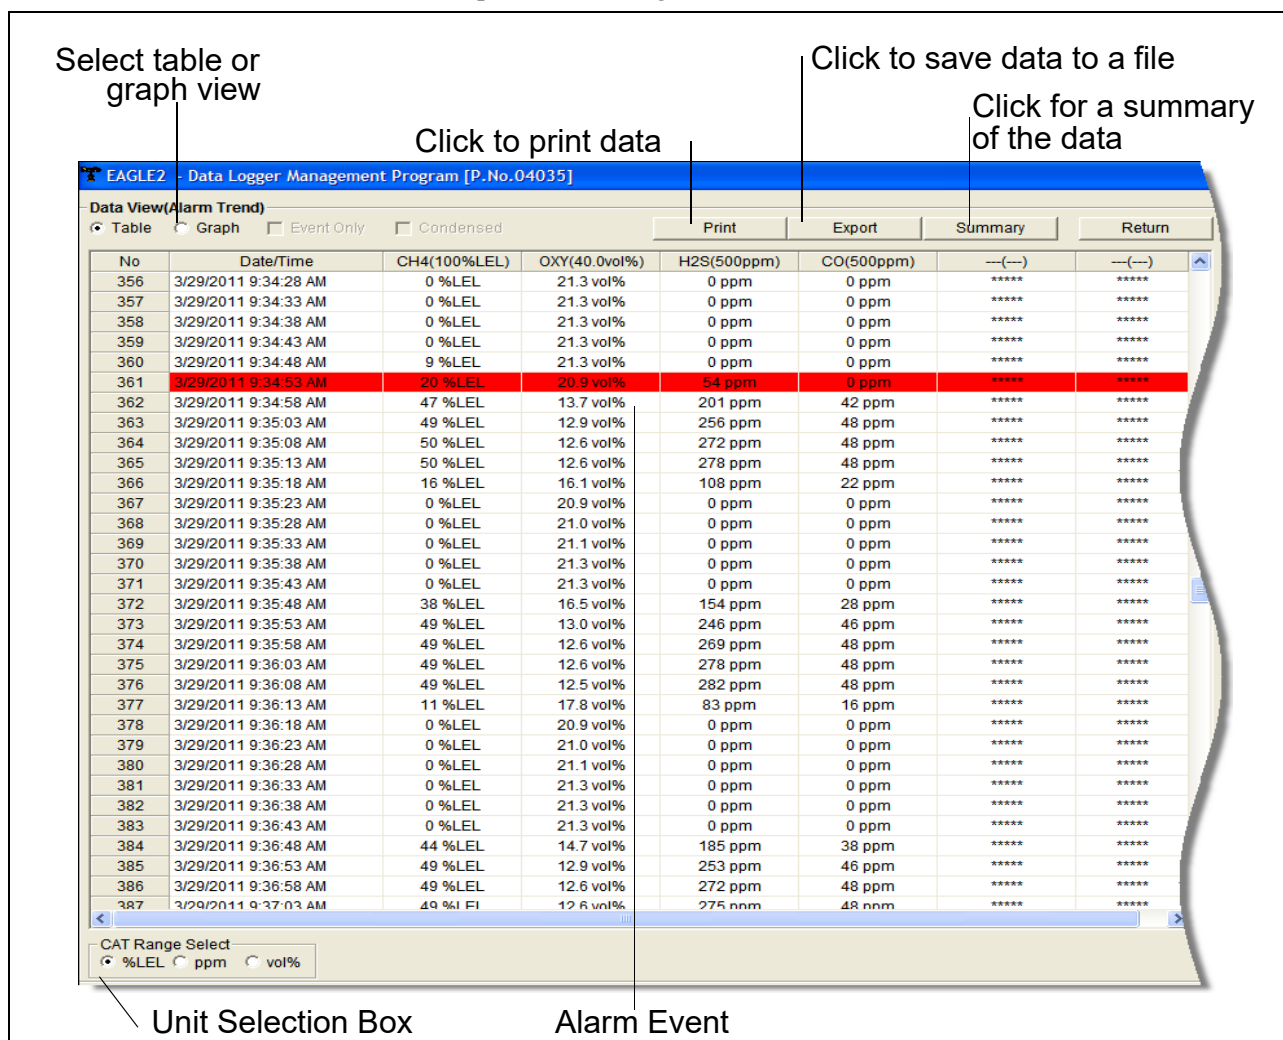 Select table or
graph view
Click to save data to a file
Click for a summary
of the data
Click to print data
EAGLE2 - Data Logger Management Program [P.No.04035]
Data View(Alarm Trend)
Table Graph Event Only Condensed Print Export Summary Return
No Date/Time CH4(100%LEL) OXY(40.0vol%) H2S(500ppm) CO(500ppm) ---(---) ---(---)
356 3/29/2011 9:34:28 AM 0 %LEL 21.3 vol% 0 ppm 0 ppm ***** *****
357 3/29/2011 9:34:33 AM 0 %LEL 21.3 vol% 0 ppm 0 ppm ***** *****
358 3/29/2011 9:34:38 AM 0 %LEL 21.3 vol% 0 ppm 0 ppm ***** *****
359 3/29/2011 9:34:43 AM 0 %LEL 21.3 vol% 0 ppm 0 ppm ***** *****
360 3/29/2011 9:34:48 AM 9 %LEL 21.3 vol% 0 ppm 0 ppm ***** *****
361 3/29/2011 9:34:53 AM 20 %LEL 20.9 vol% 54 ppm 0 ppm ***** *****
362 3/29/2011 9:34:58 AM 47 %LEL 13.7 vol% 201 ppm 42 ppm ***** *****
363 3/29/2011 9:35:03 AM 49 %LEL 12.9 vol% 256 ppm 48 ppm ***** *****
364 3/29/2011 9:35:08 AM 50 %LEL 12.6 vol% 272 ppm 48 ppm ***** *****
365 3/29/2011 9:35:13 AM 50 %LEL 12.6 vol% 278 ppm 48 ppm ***** *****
366 3/29/2011 9:35:18 AM 16 %LEL 16.1 vol% 108 ppm 22 ppm ***** *****
367 3/29/2011 9:35:23 AM 0 %LEL 20.9 vol% 0 ppm 0 ppm ***** *****
368 3/29/2011 9:35:28 AM 0 %LEL 21.0 vol% 0 ppm 0 ppm ***** *****
369 3/29/2011 9:35:33 AM 0 %LEL 21.1 vol% 0 ppm 0 ppm ***** *****
370 3/29/2011 9:35:38 AM 0 %LEL 21.3 vol% 0 ppm 0 ppm ***** *****
371 3/29/2011 9:35:43 AM 0 %LEL 21.3 vol% 0 ppm 0 ppm ***** *****
372 3/29/2011 9:35:48 AM 38 %LEL 16.5 vol% 154 ppm 28 ppm ***** *****
373 3/29/2011 9:35:53 AM 49 %LEL 13.0 vol% 246 ppm 46 ppm ***** *****
374 3/29/2011 9:35:58 AM 49 %LEL 12.6 vol% 269 ppm 48 ppm ***** *****
375 3/29/2011 9:36:03 AM 49 %LEL 12.6 vol% 278 ppm 48 ppm ***** *****
376 3/29/2011 9:36:08 AM 49 %LEL 12.5 vol% 282 ppm 48 ppm ***** *****
377 3/29/2011 9:36:13 AM 11 %LEL 17.8 vol% 83 ppm 16 ppm ***** *****
378 3/29/2011 9:36:18 AM 0 %LEL 20.9 vol% 0 ppm 0 ppm ***** *****
379 3/29/2011 9:36:23 AM 0 %LEL 21.0 vol% 0 ppm 0 ppm ***** *****
380 3/29/2011 9:36:28 AM 0 %LEL 21.1 vol% 0 ppm 0 ppm ***** *****
381 3/29/2011 9:36:33 AM 0 %LEL 21.3 vol% 0 ppm 0 ppm ***** *****
382 3/29/2011 9:36:38 AM 0 %LEL 21.3 vol% 0 ppm 0 ppm ***** *****
383 3/29/2011 9:36:43 AM 0 %LEL 21.3 vol% 0 ppm 0 ppm ***** *****
384 3/29/2011 9:36:48 AM 44 %LEL 14.7 vol% 185 ppm 38 ppm ***** *****
385 3/29/2011 9:36:53 AM 49 %LEL 12.9 vol% 253 ppm 46 ppm ***** *****
386 3/29/2011 9:36:58 AM 49 %LEL 12.6 vol% 272 ppm 48 ppm ***** *****
387 3/29/2011 9:37:03 AM 49 %LEL 12.6 vol% 275 ppm 48 ppm ***** *****
CAT Range Select
%LEL ppm vol%
Unit Selection Box
Alarm Event